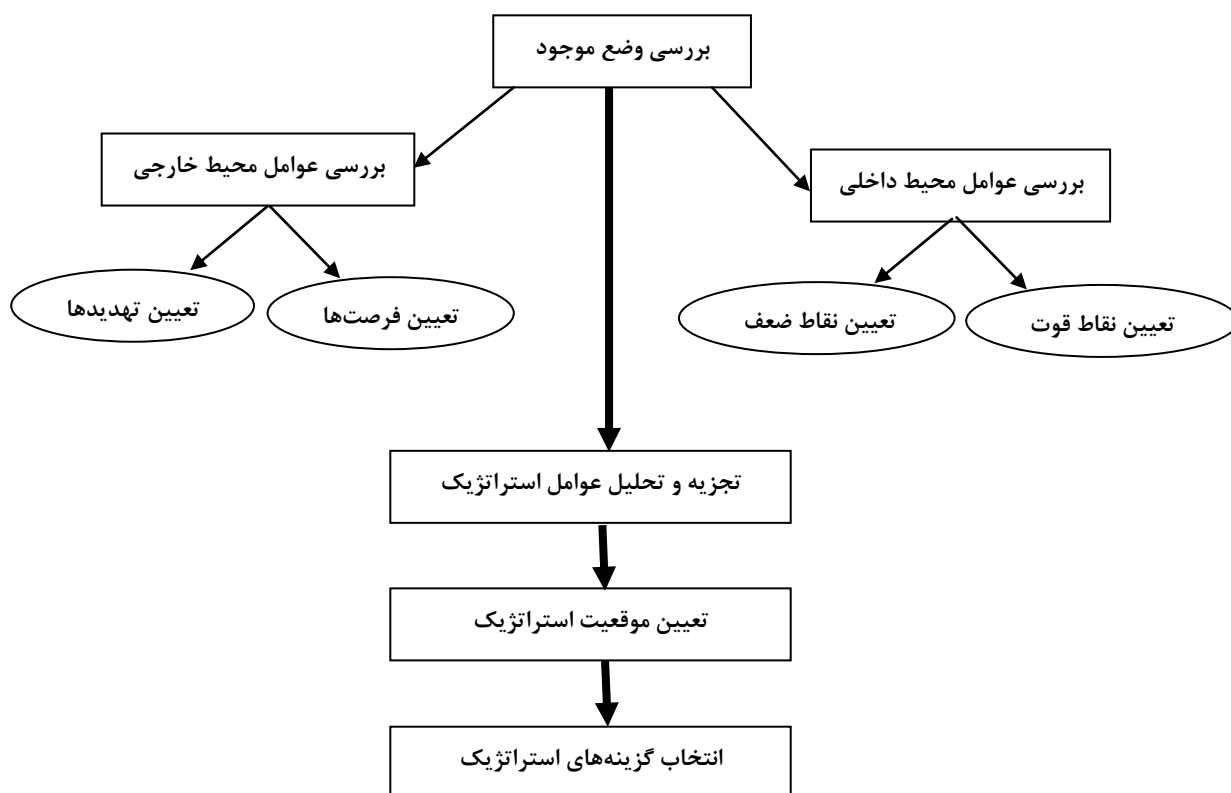 بررسی وضع موجود
بررسی عوامل محیط داخلی
بررسی عوامل محیط خارجی
تعیین نقاط قوت
تعیین نقاط ضعف
تعیین فرصت‌ها
تعیین تهدیدها
تجزیه و تحلیل عوامل استراتژیک
تعیین موقعیت استراتژیک
انتخاب گزینه‌های استراتژیک